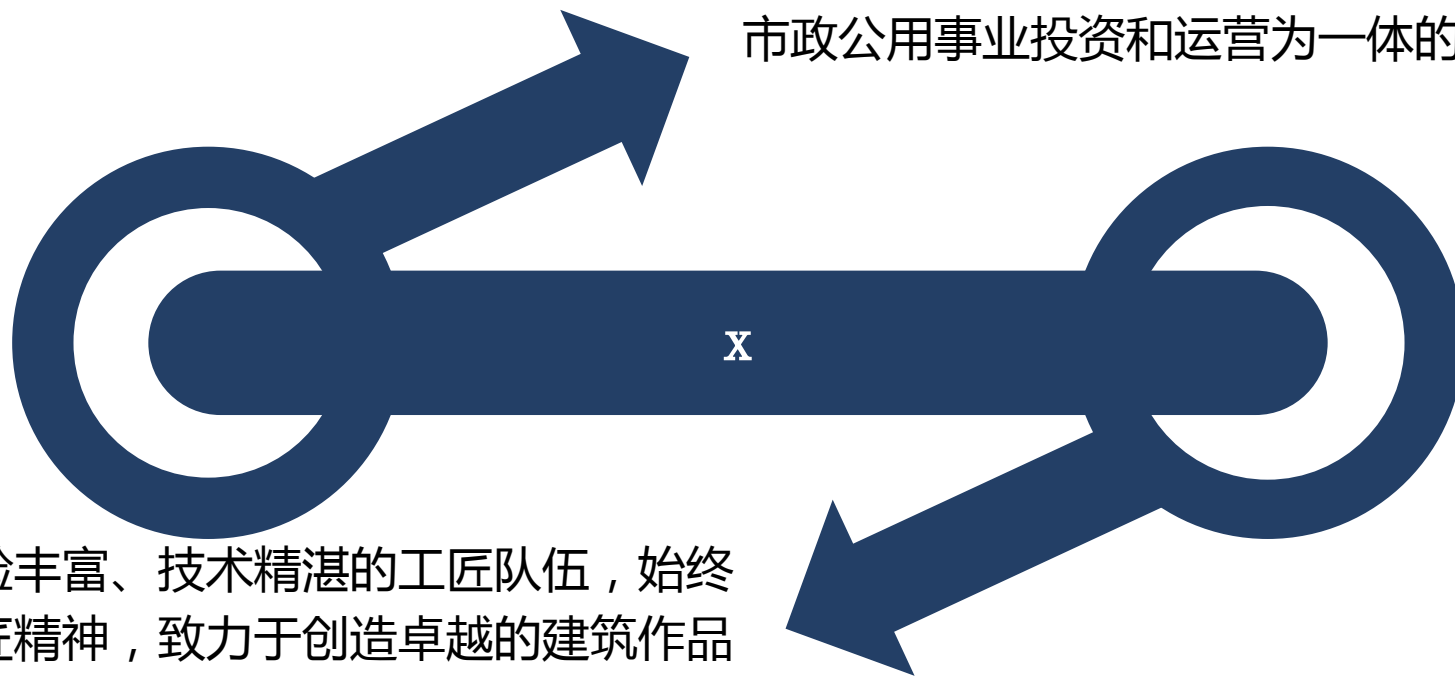 市政公用事业投资和运营为一体的
x
丰富、技术精湛的工匠队伍，始终
精神，致力于创造卓越的建筑作品